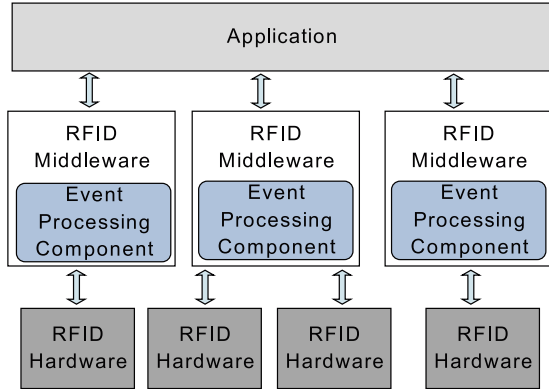 Application
RFID
Middleware
Event
Processing
Component
RFID
Middleware
Event
Processing
Component
RFID
Middleware
Event
Processing
Component
RFID
Hardware
RFID
Hardware
RFID
Hardware
RFID
Hardware